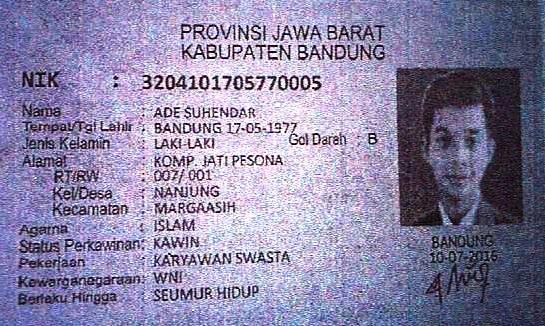 PROVINSI JAWA BARAT
KABUPATEN BANDUNG
NIK : 3204101705770005
Nama : ADE SUHENDAR
Tempat/Tgl Lahir : BANDUNG 17-05-1977
Jenis Kelamin : LAKI-LAKI Gol Darah : B
Alamat : KOMP. JATI PESONA
RT/RW : 007/ 001
Kel/Desa : NANJUNG
Kecamatan : MARGAASIH
Agama : ISLAM
Status Perkawinan: KAWIN
Pekerjaan : KARYAWAN SWASTA
Kewarganegaraan: WNI
Berlaku Hingga : SEUMUR HIDUP
BANDUNG
10-07-2016